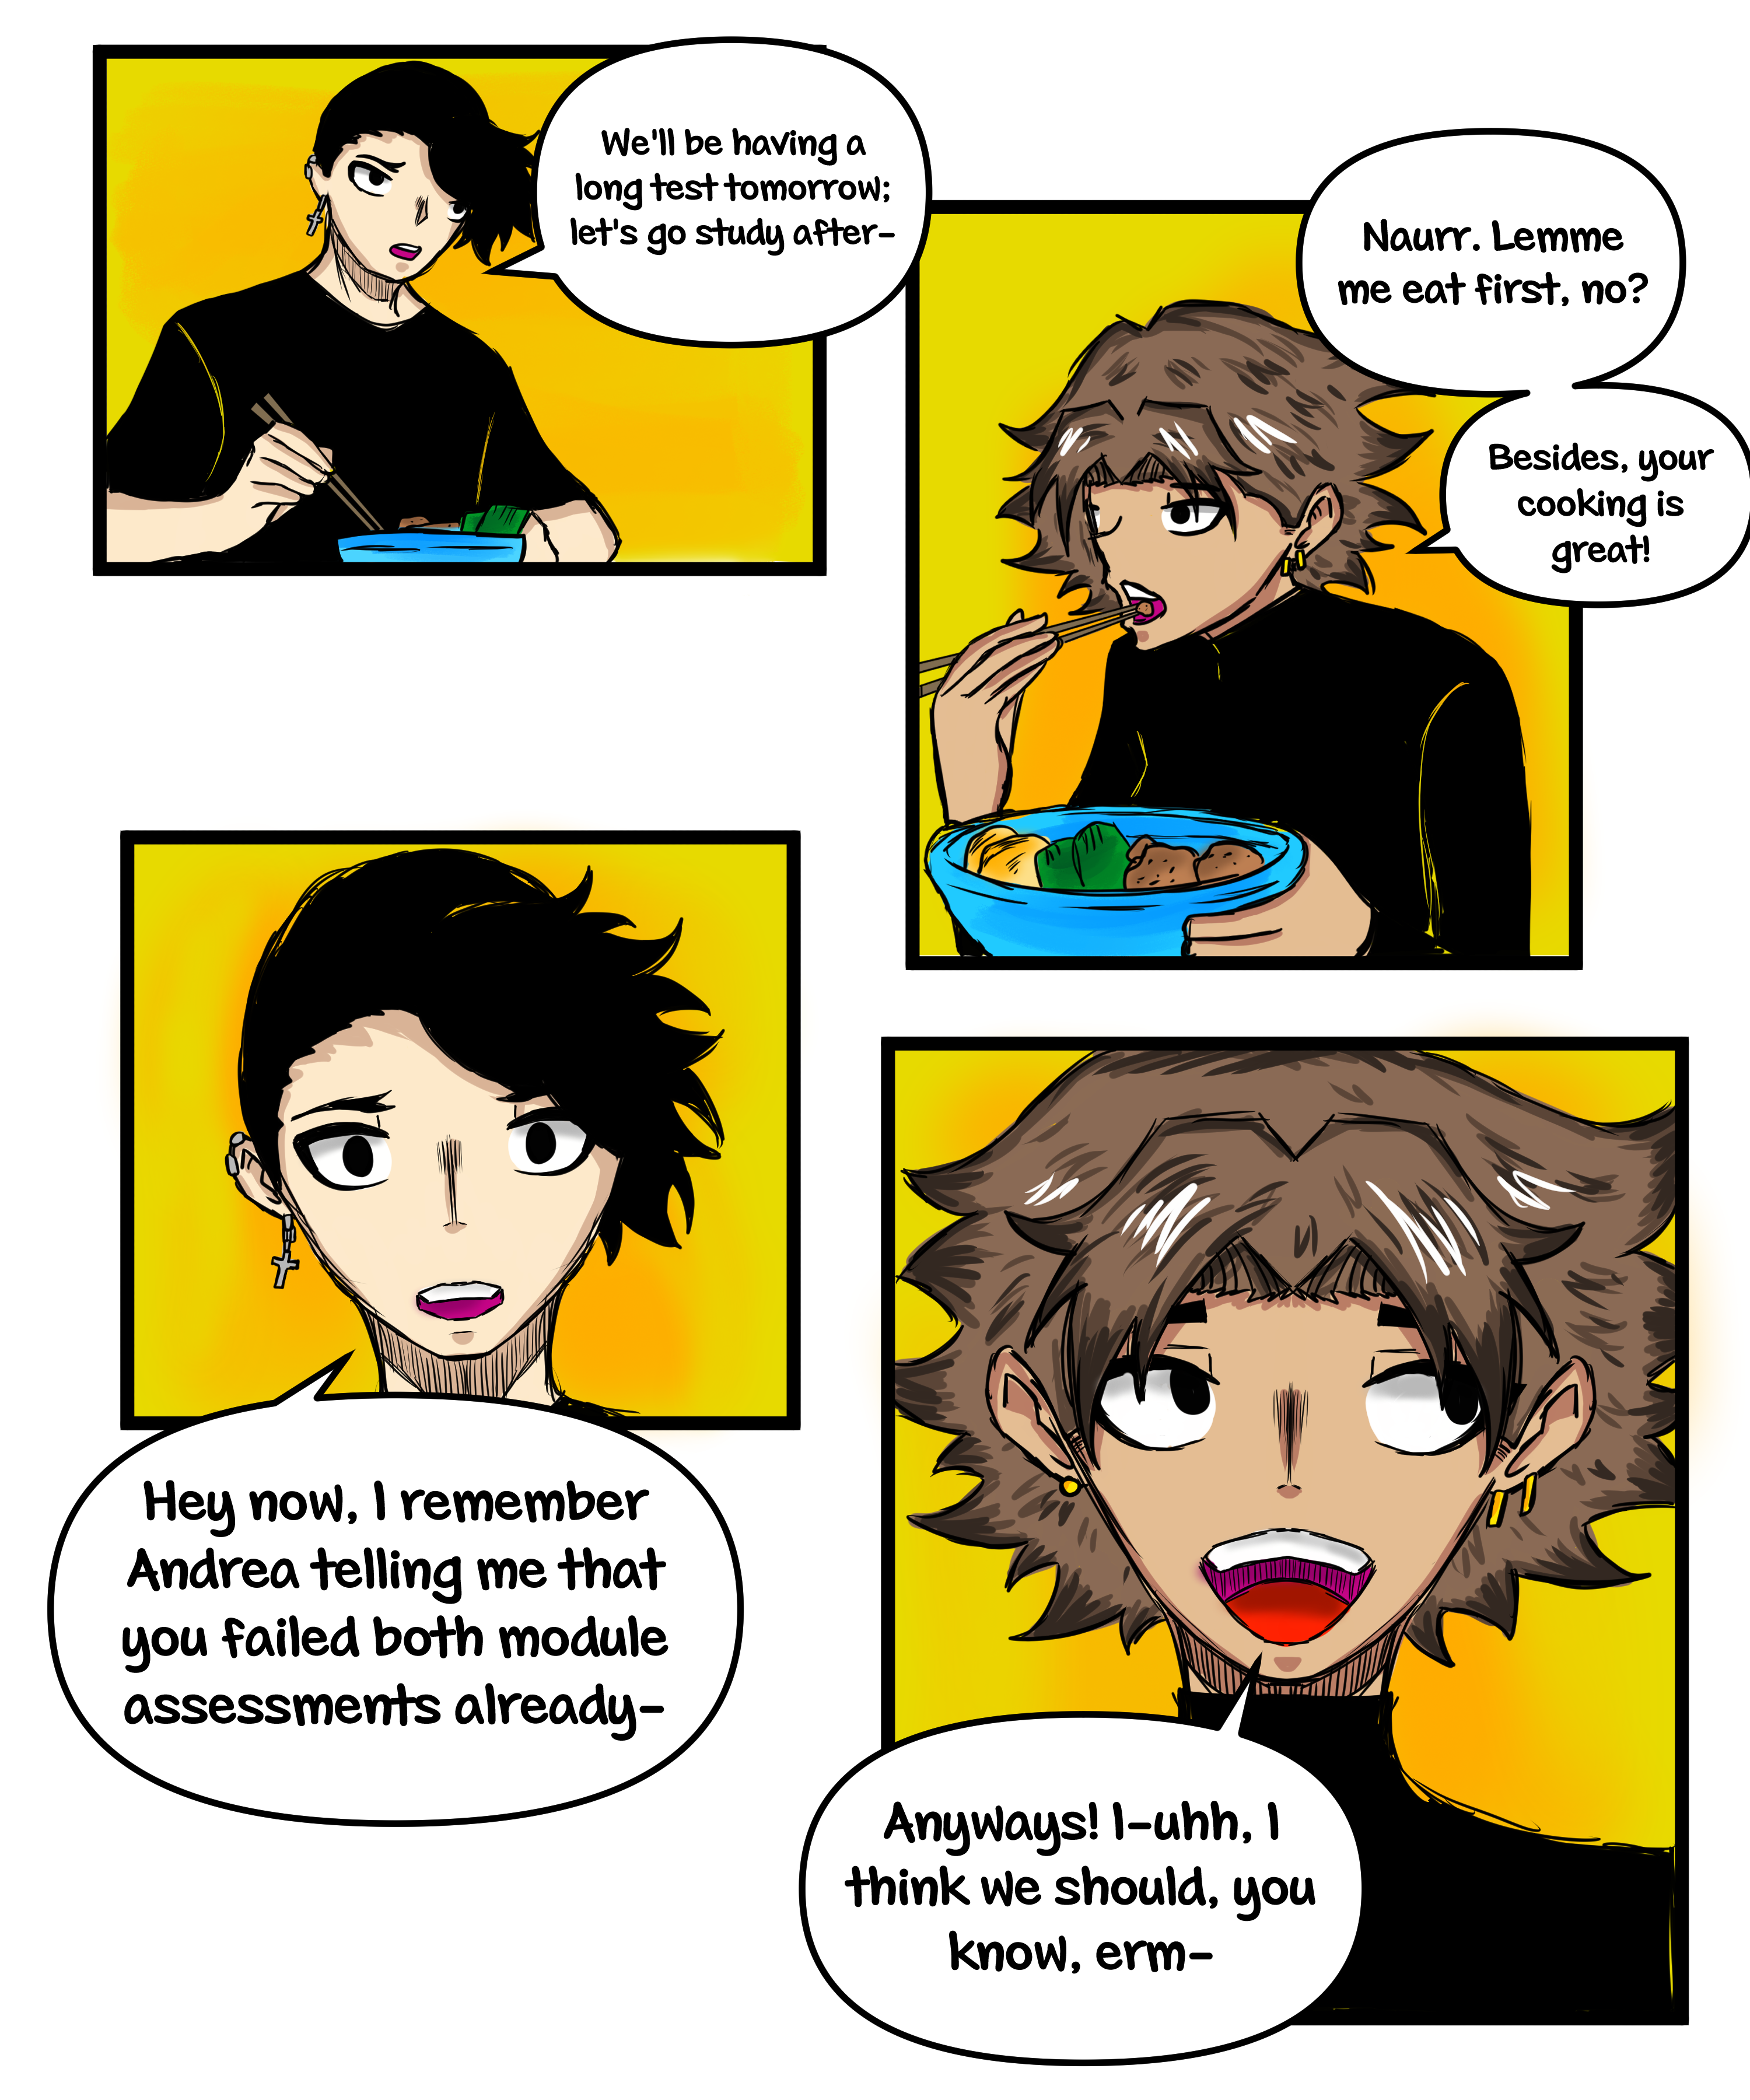 We'll be having a
long test tomorrow;
let's go study after-
Naurr. Lemme
me eat first, no?
Besides, your
cooking is
great!
Hey now, I remember
Andrea telling me that
you failed both module
assessments already-
Anyways! I-uhh, I
think we should, you
know, erm-